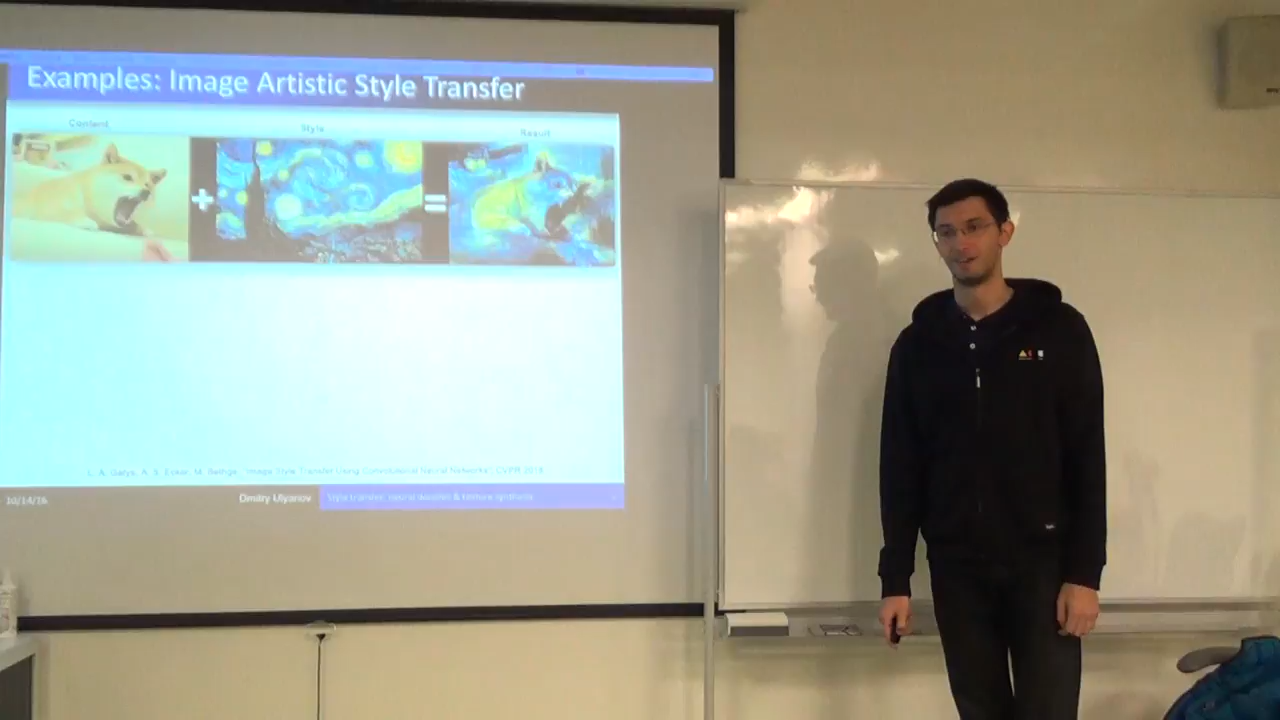 Examples: Image Artistic Style Transfer
Content
Style
Result
+
=
L. A. Gatys, A. S. Ecker, M. Bethge, "Image Style Transfer Using Convolutional Neural Networks", CVPR 2016
10/14/16
Dmitry Ulyanov
Style transfer, neural doodles & texture synthesis